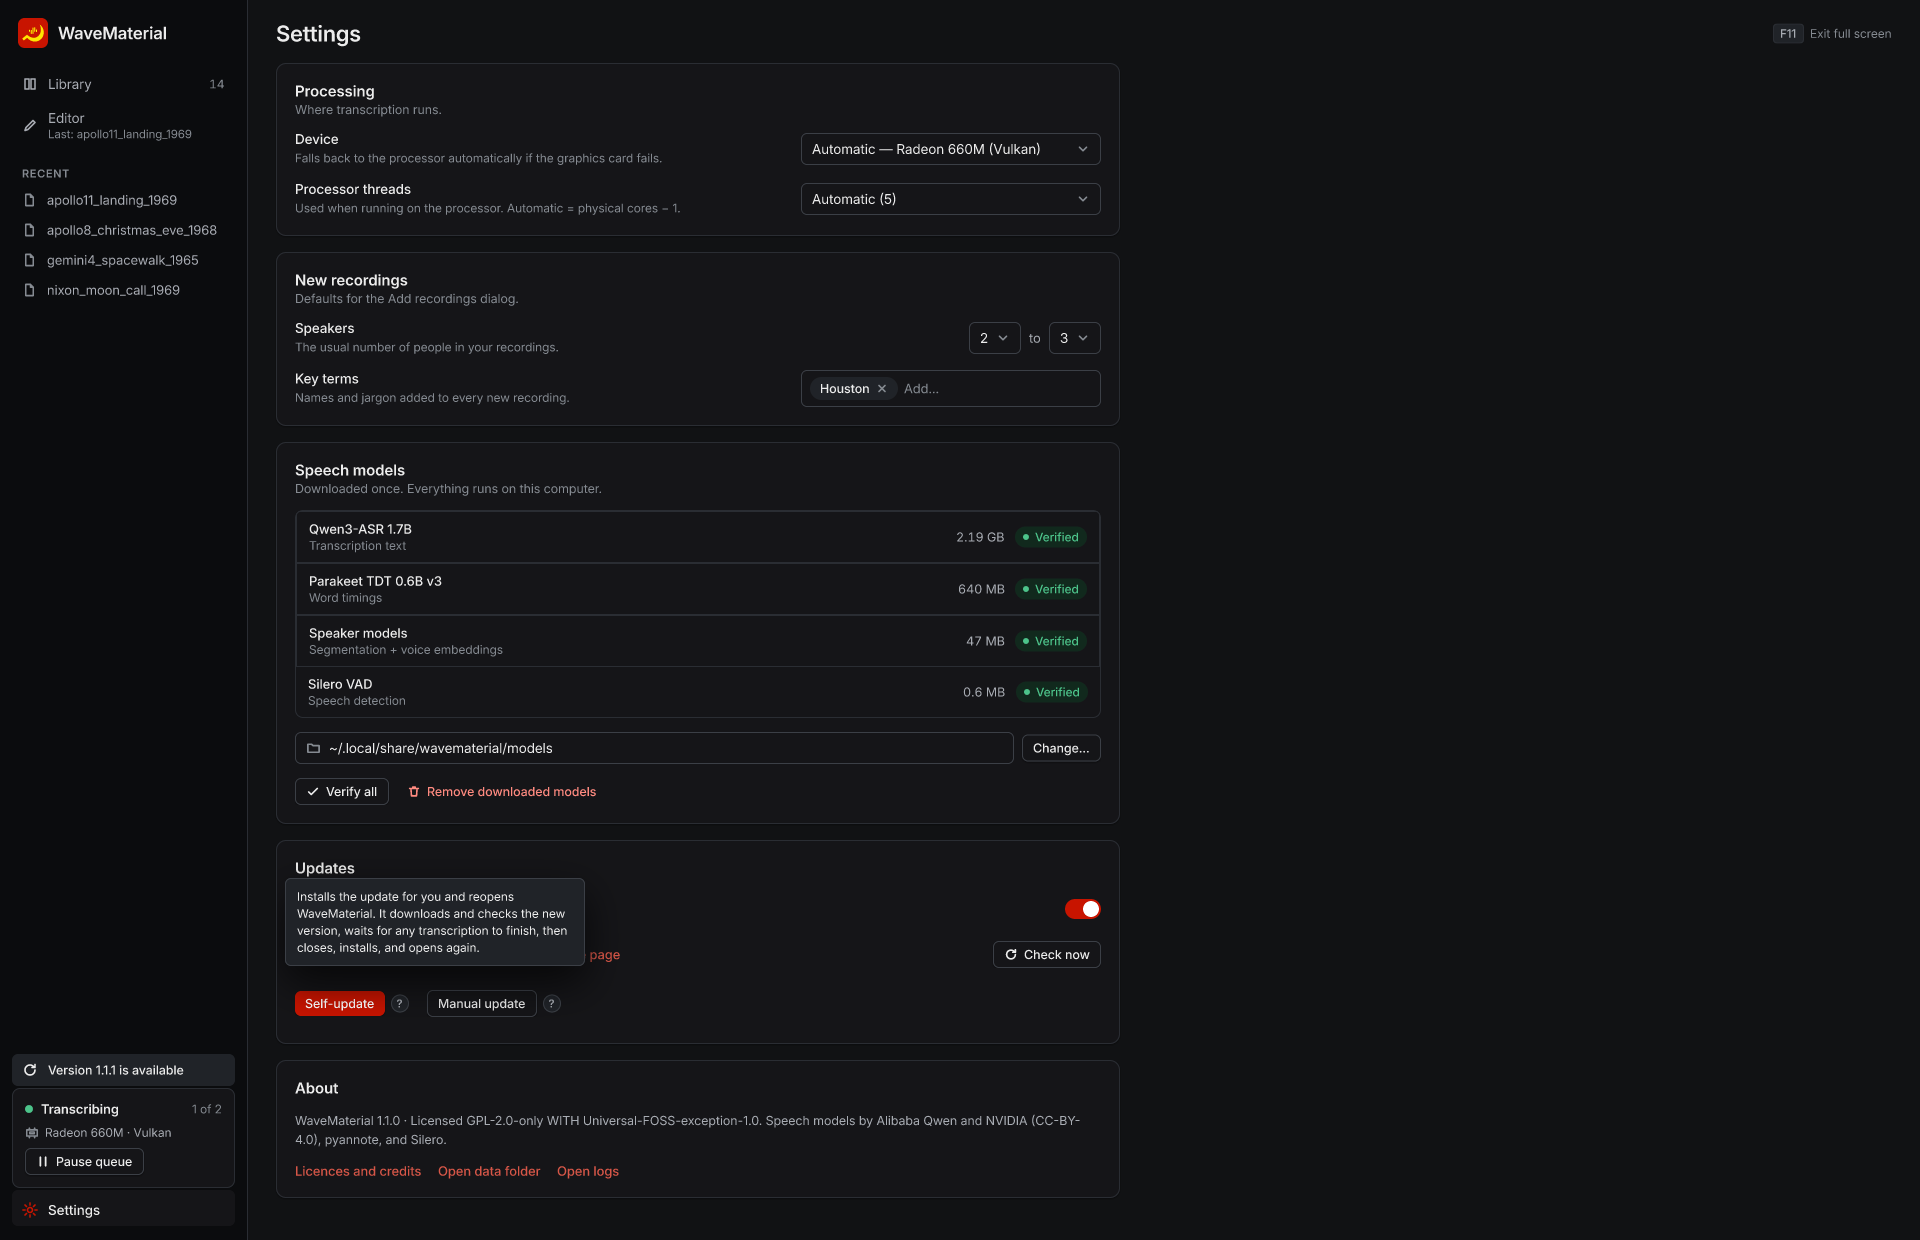 WaveMaterial
Library 14
Editor
Last: apollo11_landing_1969
RECENT
apollo11_landing_1969
apollo8_christmas_eve_1968
gemini4_spacewalk_1965
nixon_moon_call_1969
Version 1.1.1 is available
Transcribing 1 of 2
Radeon 660M · Vulkan
Pause queue
Settings
Settings
F11 Exit full screen
Processing
Where transcription runs.
Device
Falls back to the processor automatically if the graphics card fails.
Automatic — Radeon 660M (Vulkan)
Processor threads
Used when running on the processor. Automatic = physical cores − 1.
Automatic (5)
New recordings
Defaults for the Add recordings dialog.
Speakers
The usual number of people in your recordings.
2 to 3
Key terms
Names and jargon added to every new recording.
Houston Add...
Speech models
Downloaded once. Everything runs on this computer.
Qwen3-ASR 1.7B
Transcription text
2.19 GB Verified
Parakeet TDT 0.6B v3
Word timings
640 MB Verified
Speaker models
Segmentation + voice embeddings
47 MB Verified
Silero VAD
Speech detection
0.6 MB Verified
~/.local/share/wavematerial/models
Change...
Verify all Remove downloaded models
Updates
Installs the update for you and reopens
WaveMaterial. It downloads and checks the new
version, waits for any transcription to finish, then
closes, installs, and opens again.
page
Check now
Self-update ? Manual update ?
About
WaveMaterial 1.1.0 · Licensed GPL-2.0-only WITH Universal-FOSS-exception-1.0. Speech models by Alibaba Qwen and NVIDIA (CC-BY-
4.0), pyannote, and Silero.
Licences and credits Open data folder Open logs